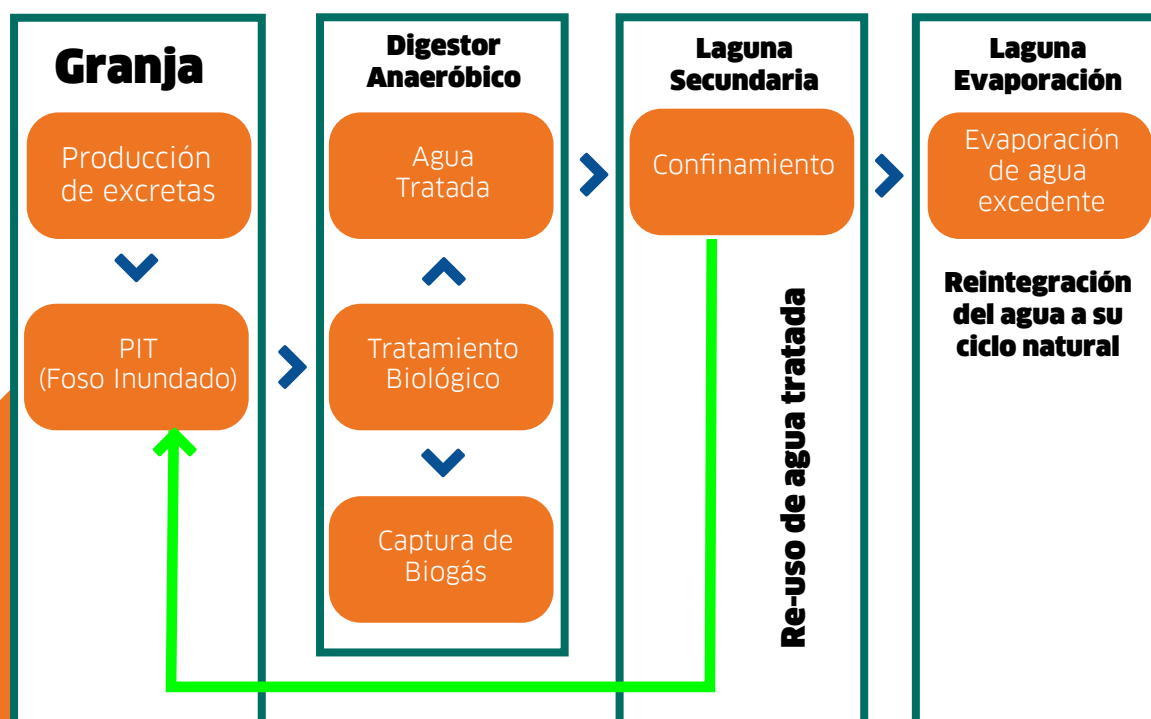 Granja
Producción
de excretas
PIT
(Foso Inundado)
Digestor
Anaeróbico
Agua
Tratada
Tratamiento
Biológico
Captura de
Biogás
Laguna
Secundaria
Confinamiento
Re-uso de agua tratada
Laguna
Evaporación
Evaporación
de agua
excedente
Reintegración
del agua a su
ciclo natural